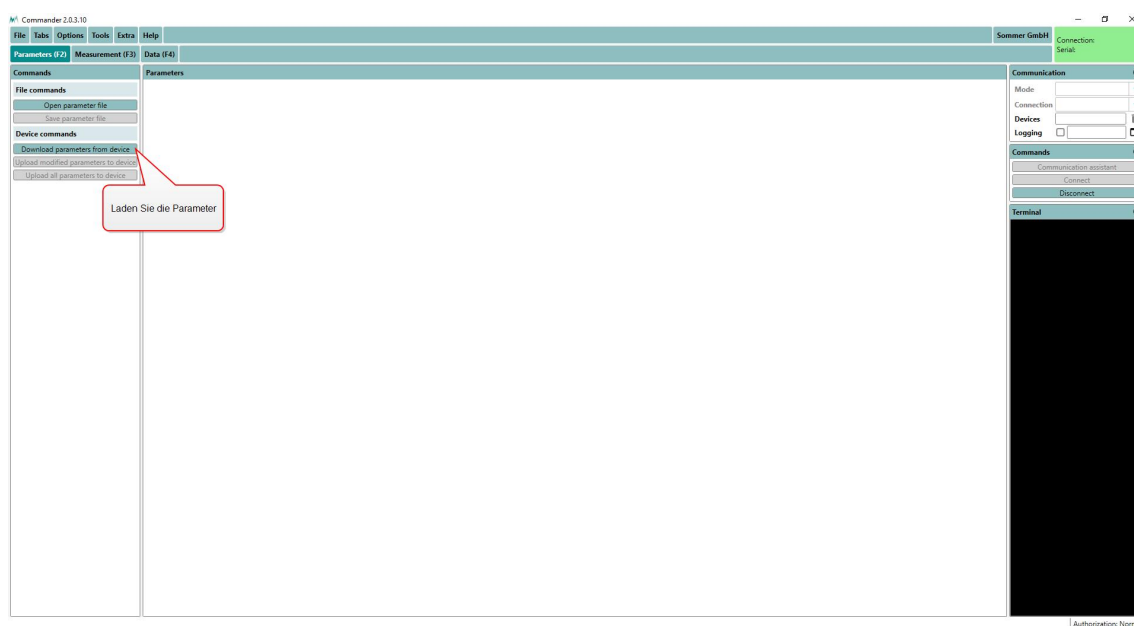 Commander 2.0.3.10
File Tabs Options Tools Extra Help
Sommer GmbH
Connection:
Serial:
Parameters (F2) Measurement (F3) Data (F4)
Commands
File commands
Open parameter file
Save parameter file
Device commands
Download parameters from device
Upload modified parameters to device
Upload all parameters to device
Laden Sie die Parameter
Parameters
Communication
Mode
Connection
Devices
Logging
Commands
Communication assistant
Connect
Disconnect
Terminal
Authorization: Norm